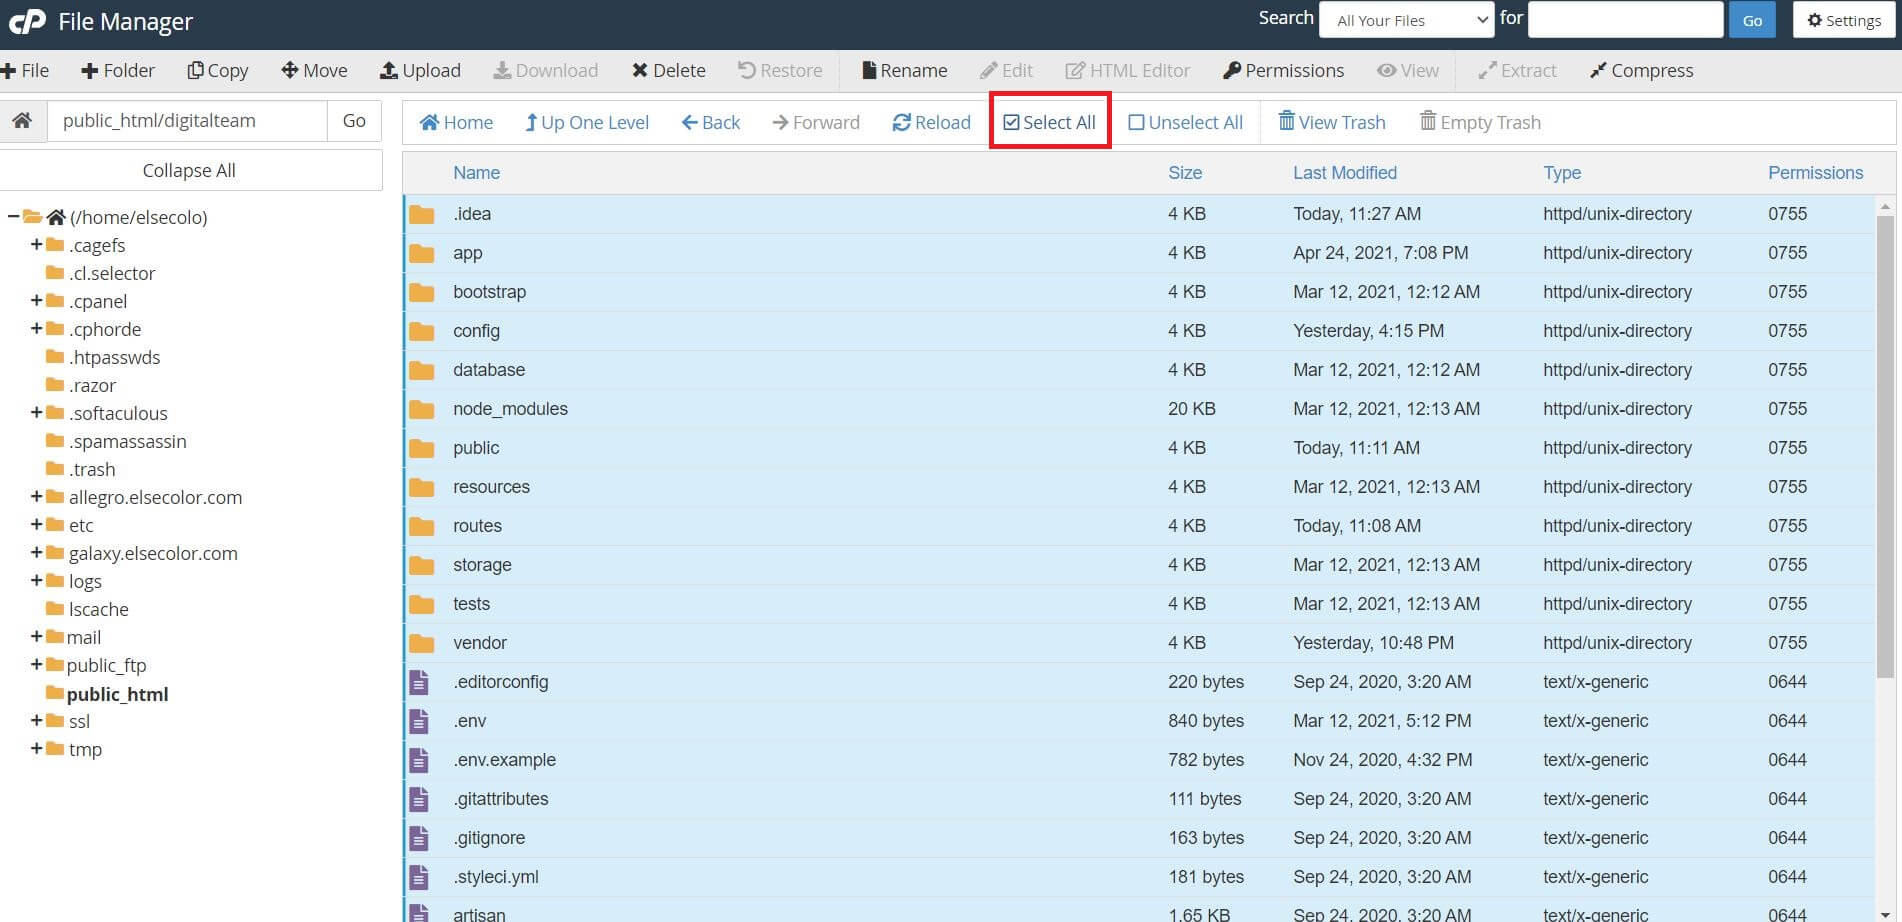 cP File Manager
Search All Your Files for Go Settings
File Folder Copy Move Upload Download Delete Restore Rename Edit HTML Editor Permissions View Extract Compress
public_html/digitalteam Go
Home Up One Level Back Forward Reload Select All Unselect All View Trash Empty Trash
Collapse All
(/home/elsecolo)
.cagefs
.cl.selector
.cpanel
.cphorde
.htpasswds
.razor
.softaculous
.spamassassin
.trash
allegro.elsecolor.com
etc
galaxy.elsecolor.com
logs
lscache
mail
public_ftp
public_html
ssl
tmp
Name Size Last Modified Type Permissions
.idea 4 KB Today, 11:27 AM httpd/unix-directory 0755
app 4 KB Apr 24, 2021, 7:08 PM httpd/unix-directory 0755
bootstrap 4 KB Mar 12, 2021, 12:12 AM httpd/unix-directory 0755
config 4 KB Yesterday, 4:15 PM httpd/unix-directory 0755
database 4 KB Mar 12, 2021, 12:12 AM httpd/unix-directory 0755
node_modules 20 KB Mar 12, 2021, 12:13 AM httpd/unix-directory 0755
public 4 KB Today, 11:11 AM httpd/unix-directory 0755
resources 4 KB Mar 12, 2021, 12:13 AM httpd/unix-directory 0755
routes 4 KB Today, 11:08 AM httpd/unix-directory 0755
storage 4 KB Mar 12, 2021, 12:13 AM httpd/unix-directory 0755
tests 4 KB Mar 12, 2021, 12:13 AM httpd/unix-directory 0755
vendor 4 KB Yesterday, 10:48 PM httpd/unix-directory 0755
.editorconfig 220 bytes Sep 24, 2020, 3:20 AM text/x-generic 0644
.env 840 bytes Mar 12, 2021, 5:12 PM text/x-generic 0644
.env.example 782 bytes Nov 24, 2020, 4:32 PM text/x-generic 0644
.gitattributes 111 bytes Sep 24, 2020, 3:20 AM text/x-generic 0644
.gitignore 163 bytes Sep 24, 2020, 3:20 AM text/x-generic 0644
.styleci.yml 181 bytes Sep 24, 2020, 3:20 AM text/x-generic 0644
artisan 1.65 KB Sep 24, 2020, 3:20 AM text/x-generic 0644